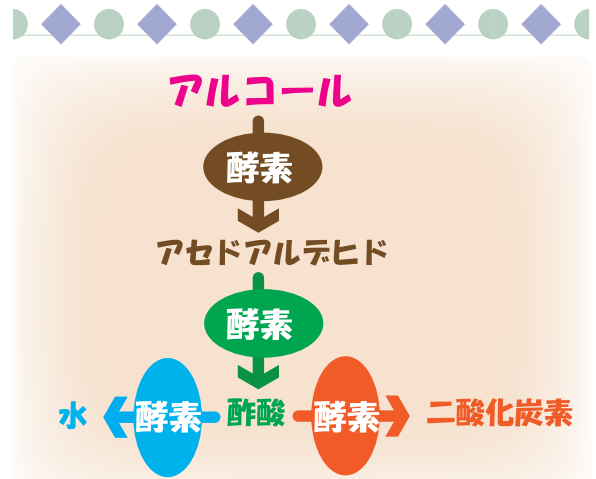 アルコール
酵素
アセドアルデヒド
酵素
水 酵素 酢酸 酵素 二酸化炭素